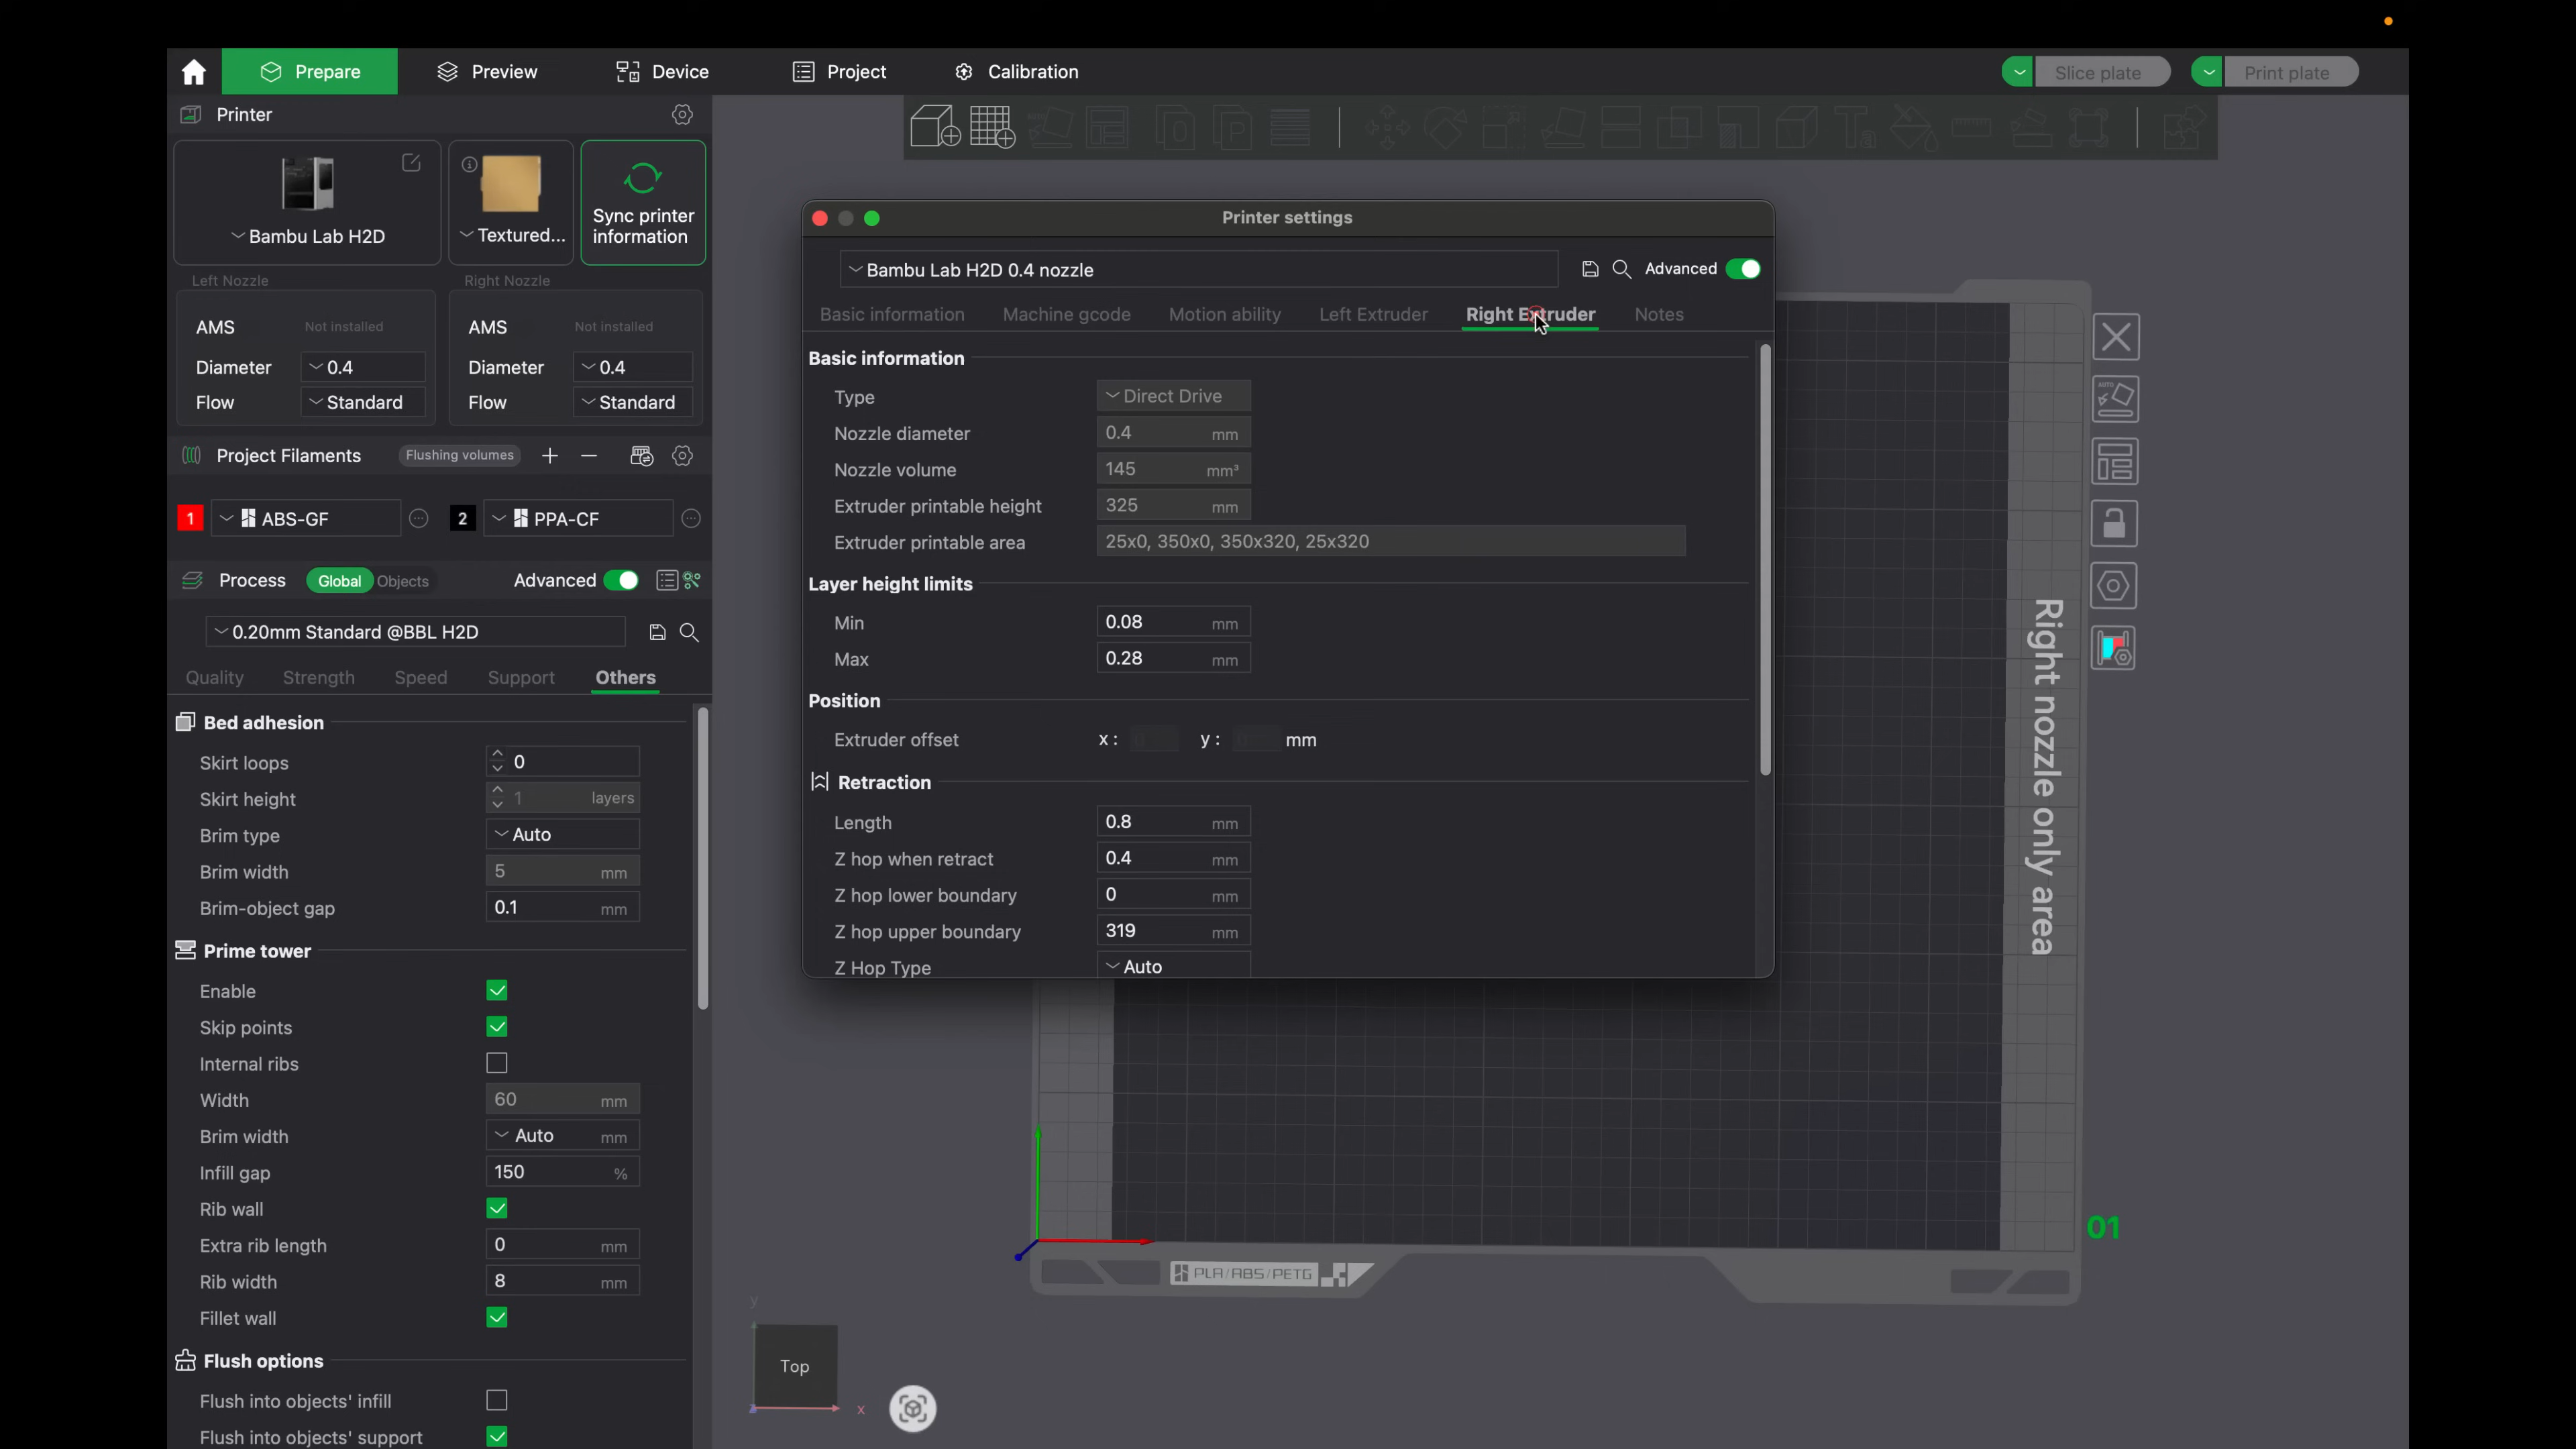 Prepare
Preview
Device
Project
Calibration
Slice plate
Print plate
Printer
Bambu Lab H2D
Textured...
Sync printer
information
Left Nozzle
Right Nozzle
AMS Not installed
AMS Not installed
Diameter 0.4
Diameter 0.4
Flow Standard
Flow Standard
Project Filaments Flushing volumes
1 ABS-GF
2 PPA-CF
Process Global Objects Advanced
0.20mm Standard @BBL H2D
Quality Strength Speed Support Others
Bed adhesion
Skirt loops 0
Skirt height 1 layers
Brim type Auto
Brim width 5 mm
Brim-object gap 0.1 mm
Prime tower
Enable
Skip points
Internal ribs
Width 60 mm
Brim width Auto mm
Infill gap 150 %
Rib wall
Extra rib length 0 mm
Rib width 8 mm
Fillet wall
Flush options
Flush into objects' infill
Flush into objects' support
Printer settings
Bambu Lab H2D 0.4 nozzle
Advanced
Basic information Machine gcode Motion ability Left Extruder Right Extruder Notes
Basic information
Type Direct Drive
Nozzle diameter 0.4 mm
Nozzle volume 145 mm³
Extruder printable height 325 mm
Extruder printable area 25x0, 350x0, 350x320, 25x320
Layer height limits
Min 0.08 mm
Max 0.28 mm
Position
Extruder offset x: 0 y: 0 mm
Retraction
Length 0.8 mm
Z hop when retract 0.4 mm
Z hop lower boundary 0 mm
Z hop upper boundary 319 mm
Z Hop Type Auto
Right nozzle only area
01
PLA/ABS/PETG
y
Top
z
x